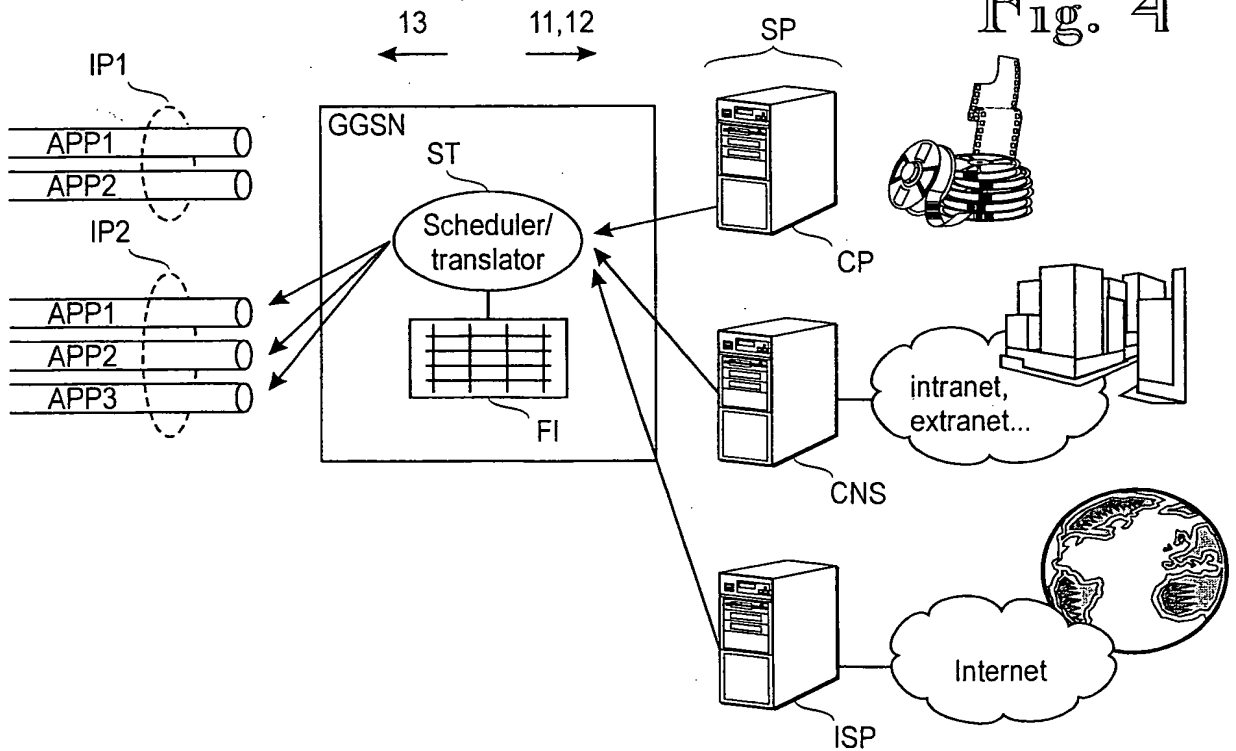 Fig. 4
13
11,12
SP
IP1
GGSN
APP1
ST
APP2
Scheduler/
translator
IP2
CP
APP1
APP2
APP3
intranet,
extranet...
FI
CNS
Internet
ISP